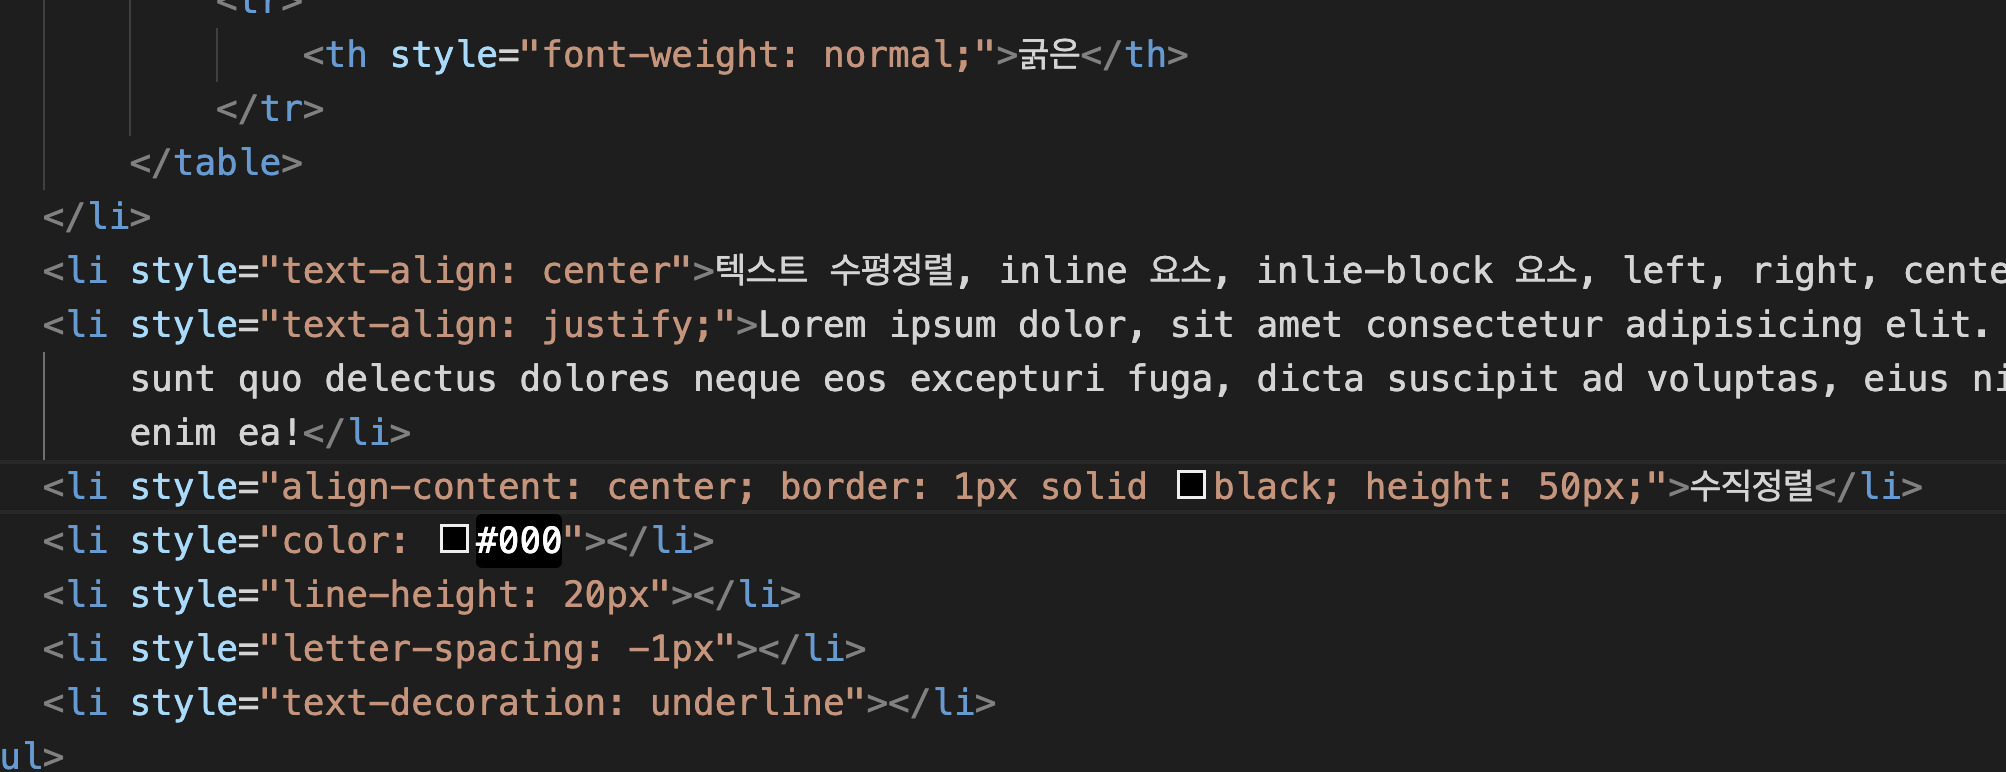 <tr>
<th style="font-weight: normal;">굵은</th>
</tr>
</table>
</li>
<li style="text-align: center">텍스트 수평정렬, inline 요소, inlie-block 요소, left, right, cente
<li style="text-align: justify;">Lorem ipsum dolor, sit amet consectetur adipisicing elit.
sunt quo delectus dolores neque eos excepturi fuga, dicta suscipit ad voluptas, eius ni
enim ea!</li>
<li style="align-content: center; border: 1px solid black; height: 50px;">수직정렬</li>
<li style="color: #000"></li>
<li style="line-height: 20px"></li>
<li style="letter-spacing: -1px"></li>
<li style="text-decoration: underline"></li>
ul>